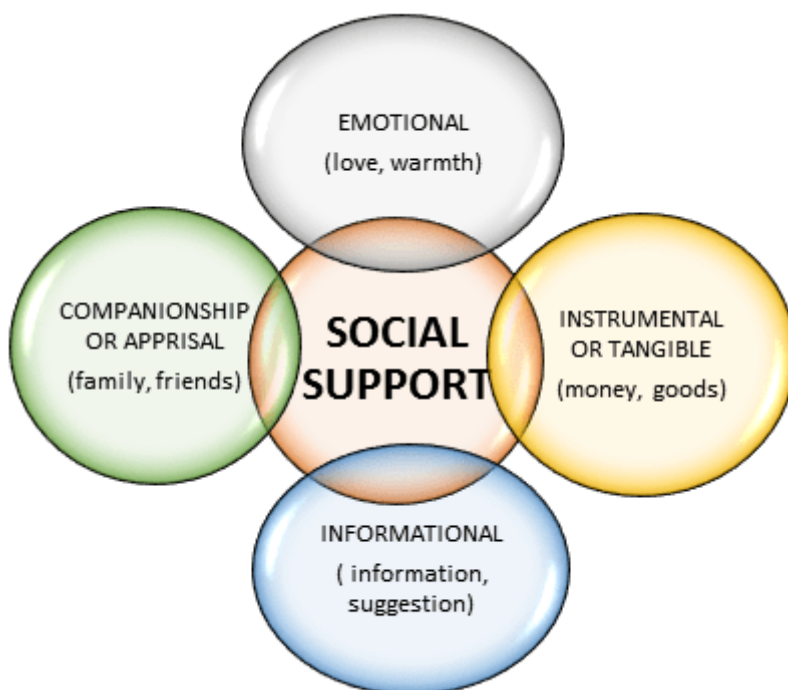 EMOTIONAL
(love, warmth)
COMPANIONSHIP
OR APPRISAL
(family, friends)
SOCIAL
SUPPORT
INSTRUMENTAL
OR TANGIBLE
(money,  goods)
INFORMATIONAL
( information,
suggestion)